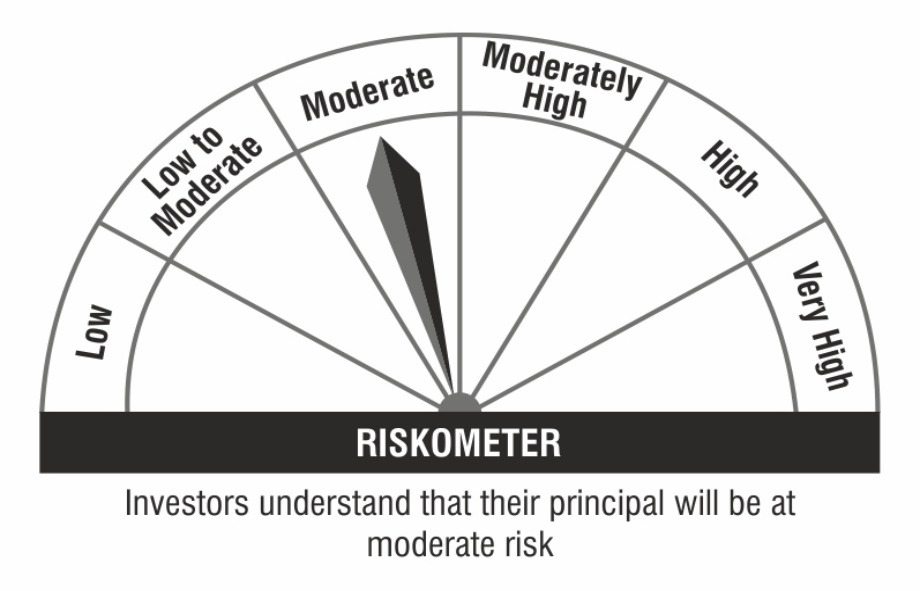 Low
Low to
Moderate
Moderate
Moderately
High
High
Very High
RISKOMETER
Investors understand that their principal will be at
moderate risk